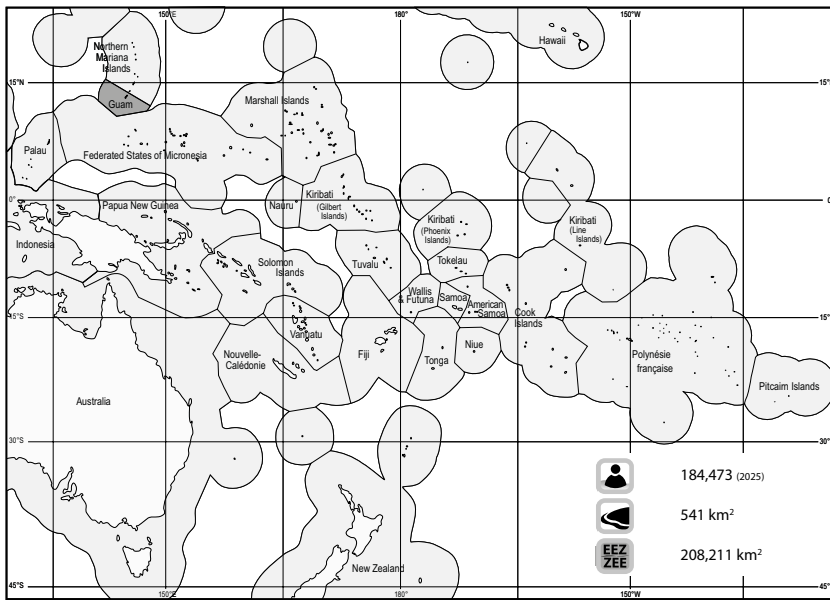 150°E
180°
150°W
Hawaii
Northern
Mariana
Islands
15°N
15°N
Guam
Marshall Islands
Palau
Federated States of Micronesia
0°
0°
Papua New Guinea
Nauru
Kiribati
(Gilbert
Islands)
Kiribati
(Phoenix
Islands)
Kiribati
(Line
Islands)
Indonesia
Solomon
Islands
Tuvalu
Tokelau
Wallis
& Futuna
Samoa
American
Samoa
Cook
Islands
15°S
15°
Vanuatu
Nouvelle-
Calédonie
Fiji
Tonga
Niue
Polynésie
française
Pitcairn Islands
Australia
30°S
30°
184,473 (2025)
541 km²
EEZ
ZEE
208,211 km²
New Zealand
45°S
45°S
150°E
180°
150°W